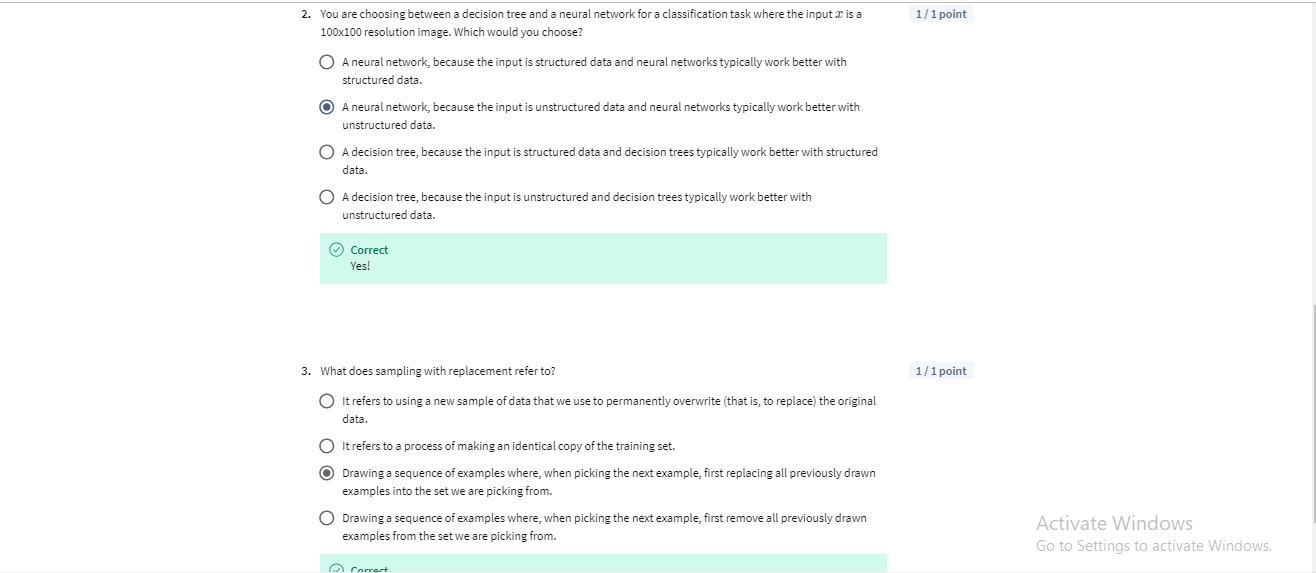 2. You are choosing between a decision tree and a neural network for a classification task where the input x is a
100x100 resolution image. Which would you choose?
1 / 1 point
A neural network, because the input is structured data and neural networks typically work better with
structured data.
A neural network, because the input is unstructured data and neural networks typically work better with
unstructured data.
A decision tree, because the input is structured data and decision trees typically work better with structured
data.
A decision tree, because the input is unstructured and decision trees typically work better with
unstructured data.
Correct
Yes!
3. What does sampling with replacement refer to?
1 / 1 point
It refers to using a new sample of data that we use to permanently overwrite (that is, to replace) the original
data.
It refers to a process of making an identical copy of the training set.
Drawing a sequence of examples where, when picking the next example, first replacing all previously drawn
examples into the set we are picking from.
Drawing a sequence of examples where, when picking the next example, first remove all previously drawn
examples from the set we are picking from.
Correct
Activate Windows
Go to Settings to activate Windows.